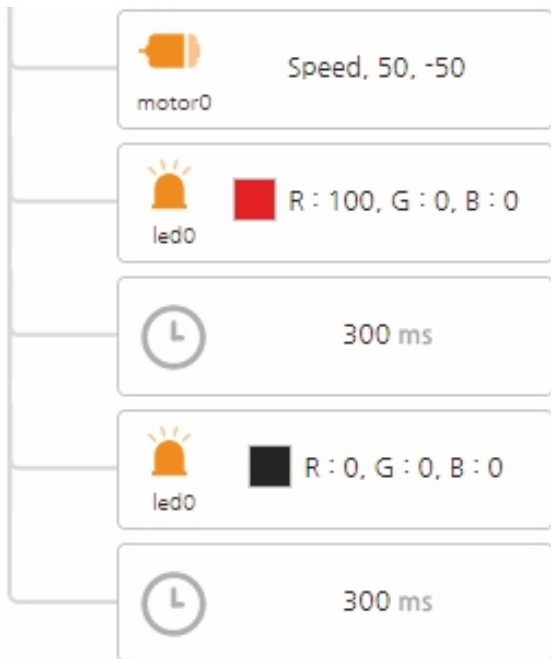 Speed, 50, -50
motor0
R : 100, G : 0, B : 0
led0
300 ms
R : 0, G : 0, B : 0
led0
300 ms